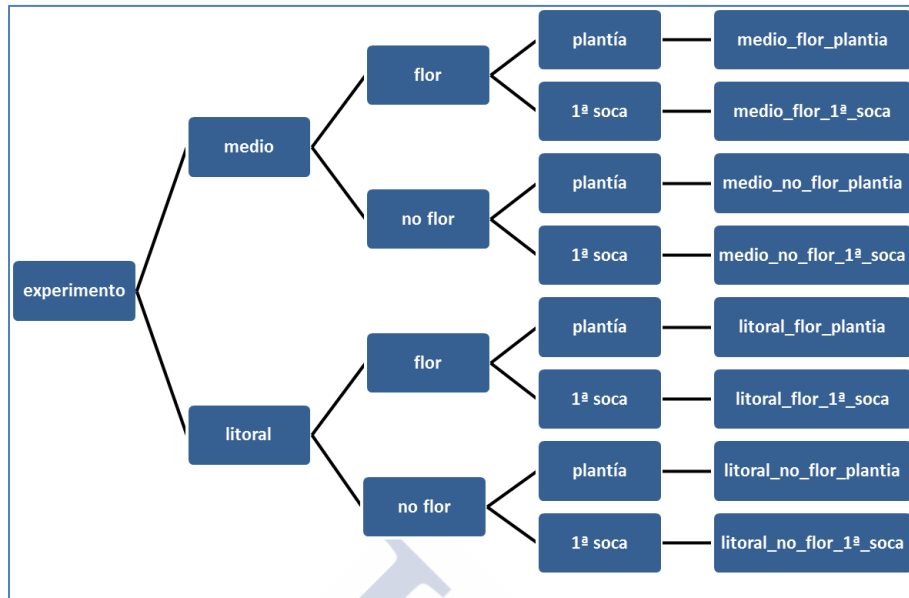 experimento
medio
flor
plantía
medio_flor_plantia
1ª soca
medio_flor_1ª_soca
no flor
plantía
medio_no_flor_plantia
1ª soca
medio_no_flor_1ª_soca
litoral
flor
plantía
litoral_flor_plantia
1ª soca
litoral_flor_1ª_soca
no flor
plantía
litoral_no_flor_plantia
1ª soca
litoral_no_flor_1ª_soca